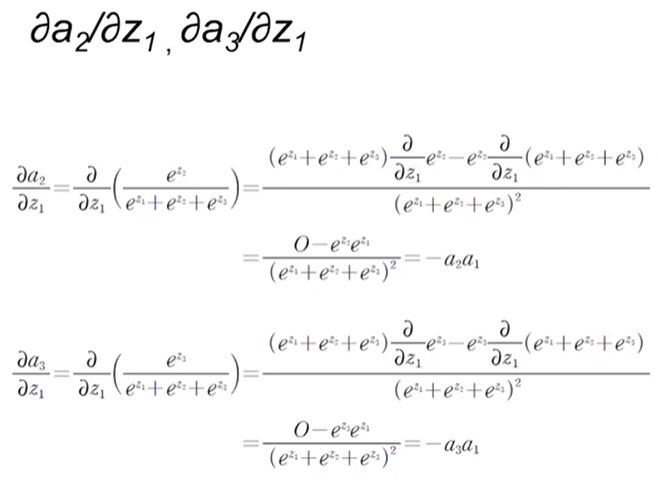 ∂a₂/∂z₁ , ∂a₃/∂z₁
∂a₂/∂z₁ = ∂/∂z₁ (e^{z₂}/(e^{z₁}+e^{z₂}+e^{z₃})) = ((e^{z₁}+e^{z₂}+e^{z₃}) ∂/∂z₁ e^{z₂} − e^{z₂} ∂/∂z₁ (e^{z₁}+e^{z₂}+e^{z₃}))/(e^{z₁}+e^{z₂}+e^{z₃})²
= (O − e^{z₂}e^{z₁})/(e^{z₁}+e^{z₂}+e^{z₃})² = −a₂a₁
∂a₃/∂z₁ = ∂/∂z₁ (e^{z₃}/(e^{z₁}+e^{z₂}+e^{z₃})) = ((e^{z₁}+e^{z₂}+e^{z₃}) ∂/∂z₁ e^{z₃} − e^{z₃} ∂/∂z₁ (e^{z₁}+e^{z₂}+e^{z₃}))/(e^{z₁}+e^{z₂}+e^{z₃})²
= (O − e^{z₃}e^{z₁})/(e^{z₁}+e^{z₂}+e^{z₃})² = −a₃a₁